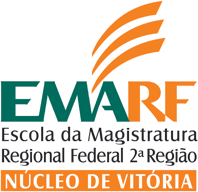 EMARF
Escola da Magistratura
Regional Federal 2ª Região
NÚCLEO DE VITÓRIA